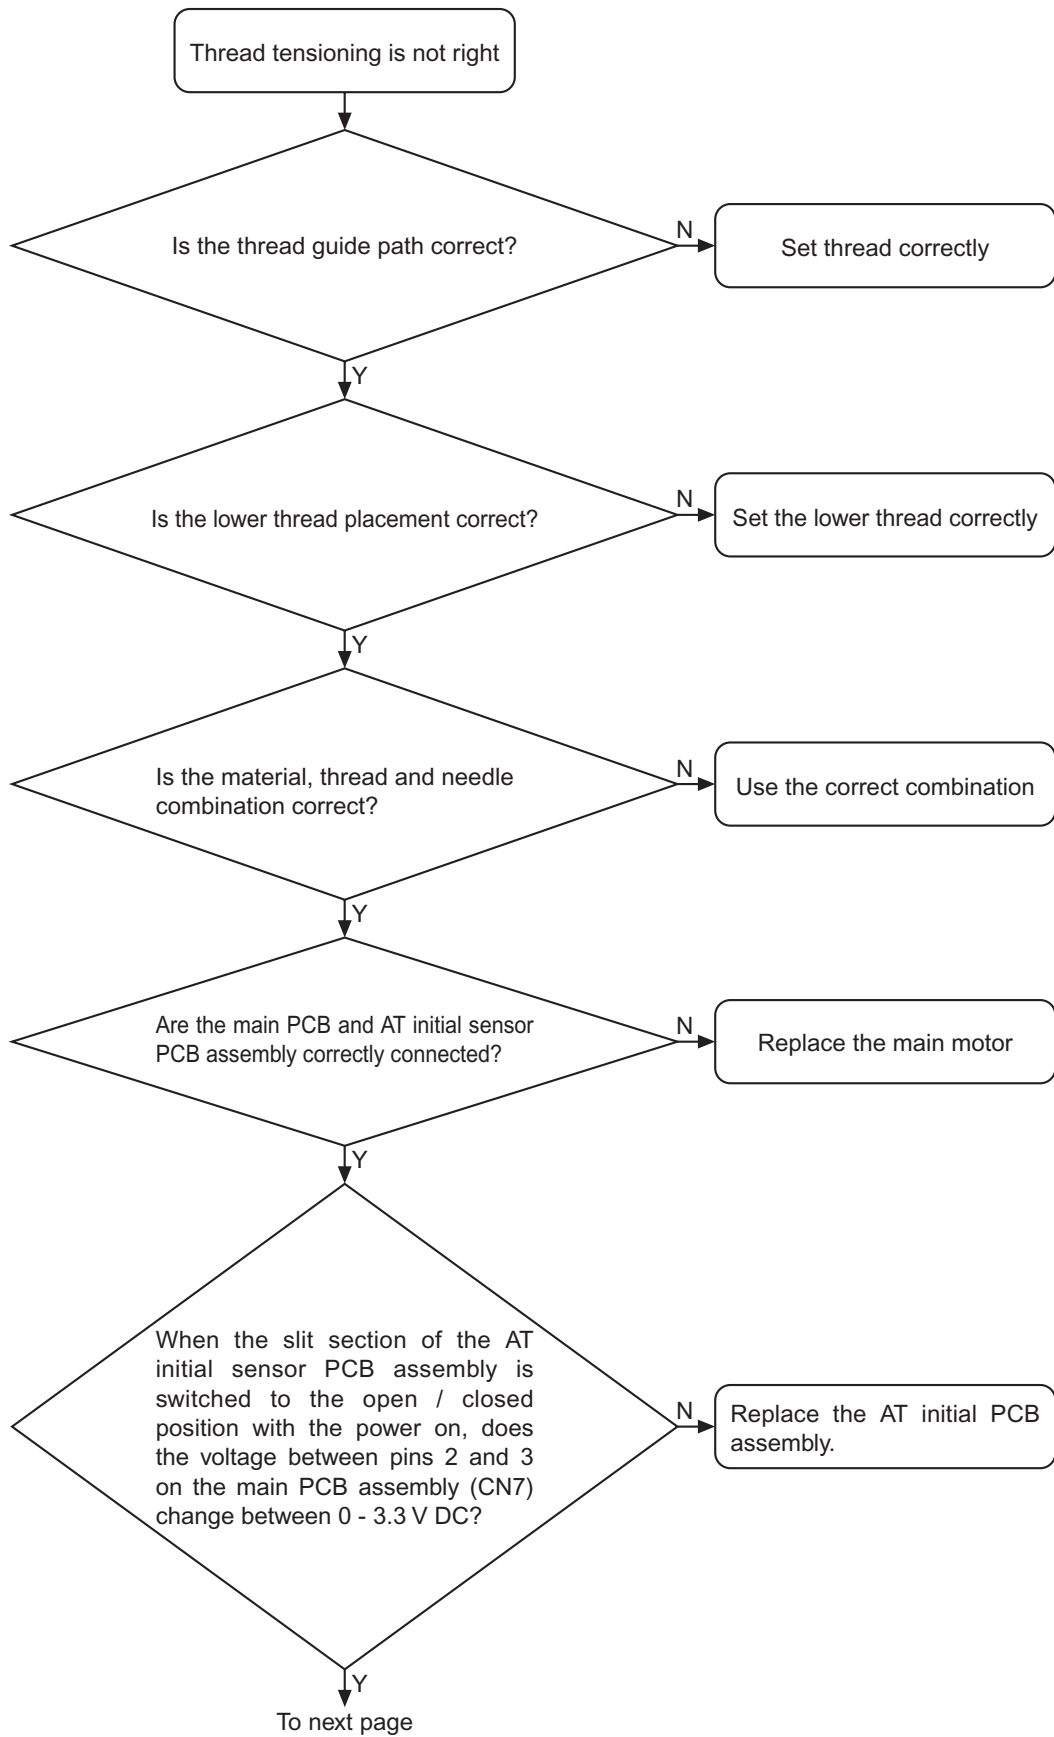 Thread tensioning is not right
Is the thread guide path correct?
N
Set thread correctly
Y
Is the lower thread placement correct?
N
Set the lower thread correctly
Y
Is the material, thread and needle
combination correct?
N
Use the correct combination
Y
Are the main PCB and AT initial sensor
PCB assembly correctly connected?
N
Replace the main motor
Y
When the slit section of the AT
initial sensor PCB assembly is
switched to the open / closed
position with the power on, does
the voltage between pins 2 and 3
on the main PCB assembly (CN7)
change between 0 - 3.3 V DC?
N
Replace the AT initial PCB
assembly.
Y
To next page